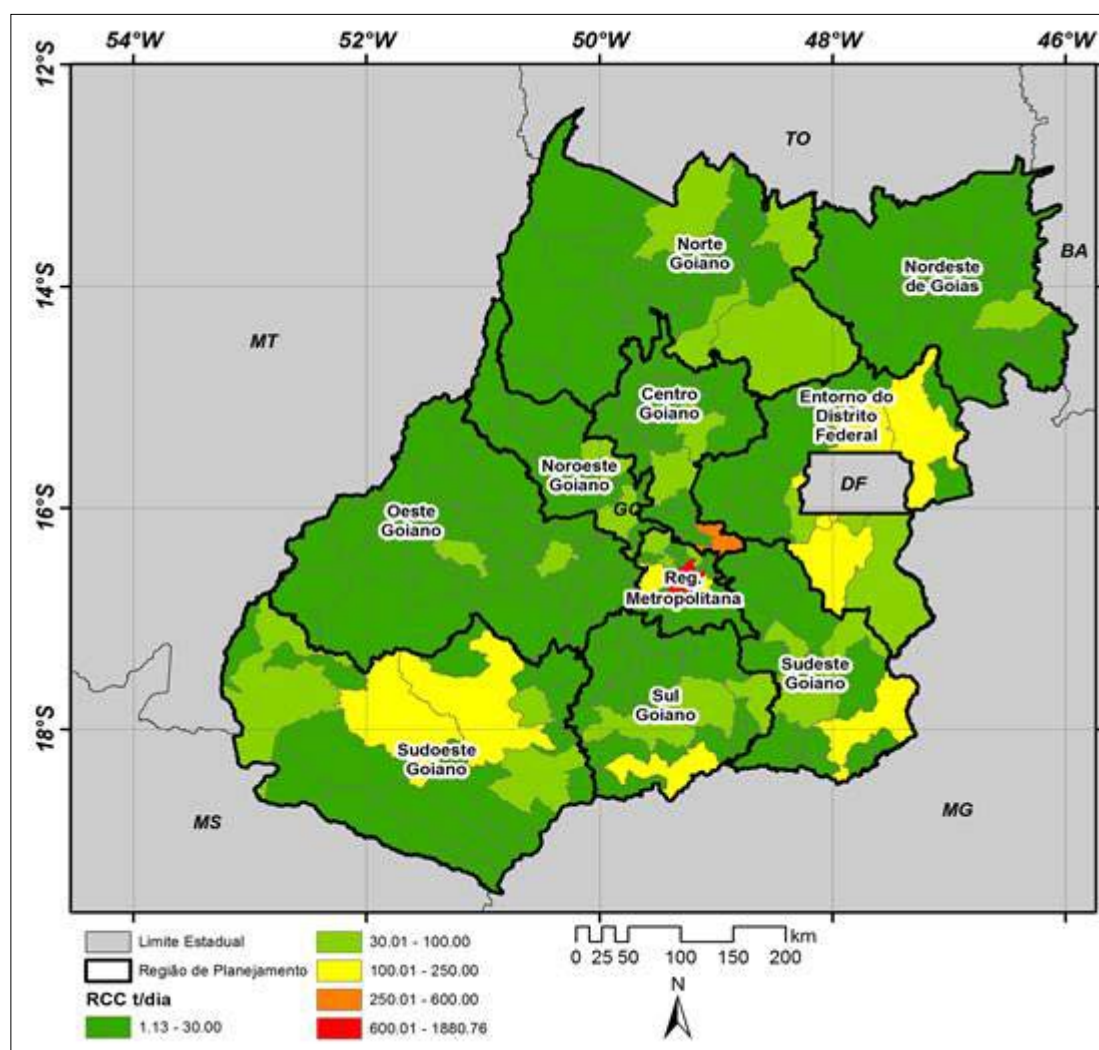 54°W 52°W 50°W 48°W 46°W
12°S
14°S
16°S
18°S
TO
BA
MT
GO
DF
MS
MG
Norte
Goiano
Nordeste
de Goias
Centro
Goiano
Entorno do
Distrito
Federal
Noroeste
Goiano
Oeste
Goiano
Reg.
Metropolitana
Sudeste
Goiano
Sul
Goiano
Sudoeste
Goiano
Limite Estadual
Região de Planejamento
RCC t/dia
1.13 - 30.00
30.01 - 100.00
100.01 - 250.00
250.01 - 600.00
600.01 - 1880.76
km
0 25 50 100 150 200
N